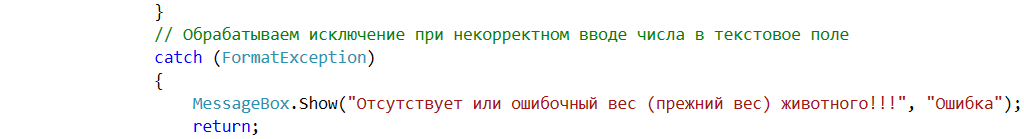 }
// Обрабатываем исключение при некорректном вводе числа в текстовое поле
catch (FormatException)
{
MessageBox.Show("Отсутствует или ошибочный вес (прежний вес) животного!!!", "Ошибка");
return;